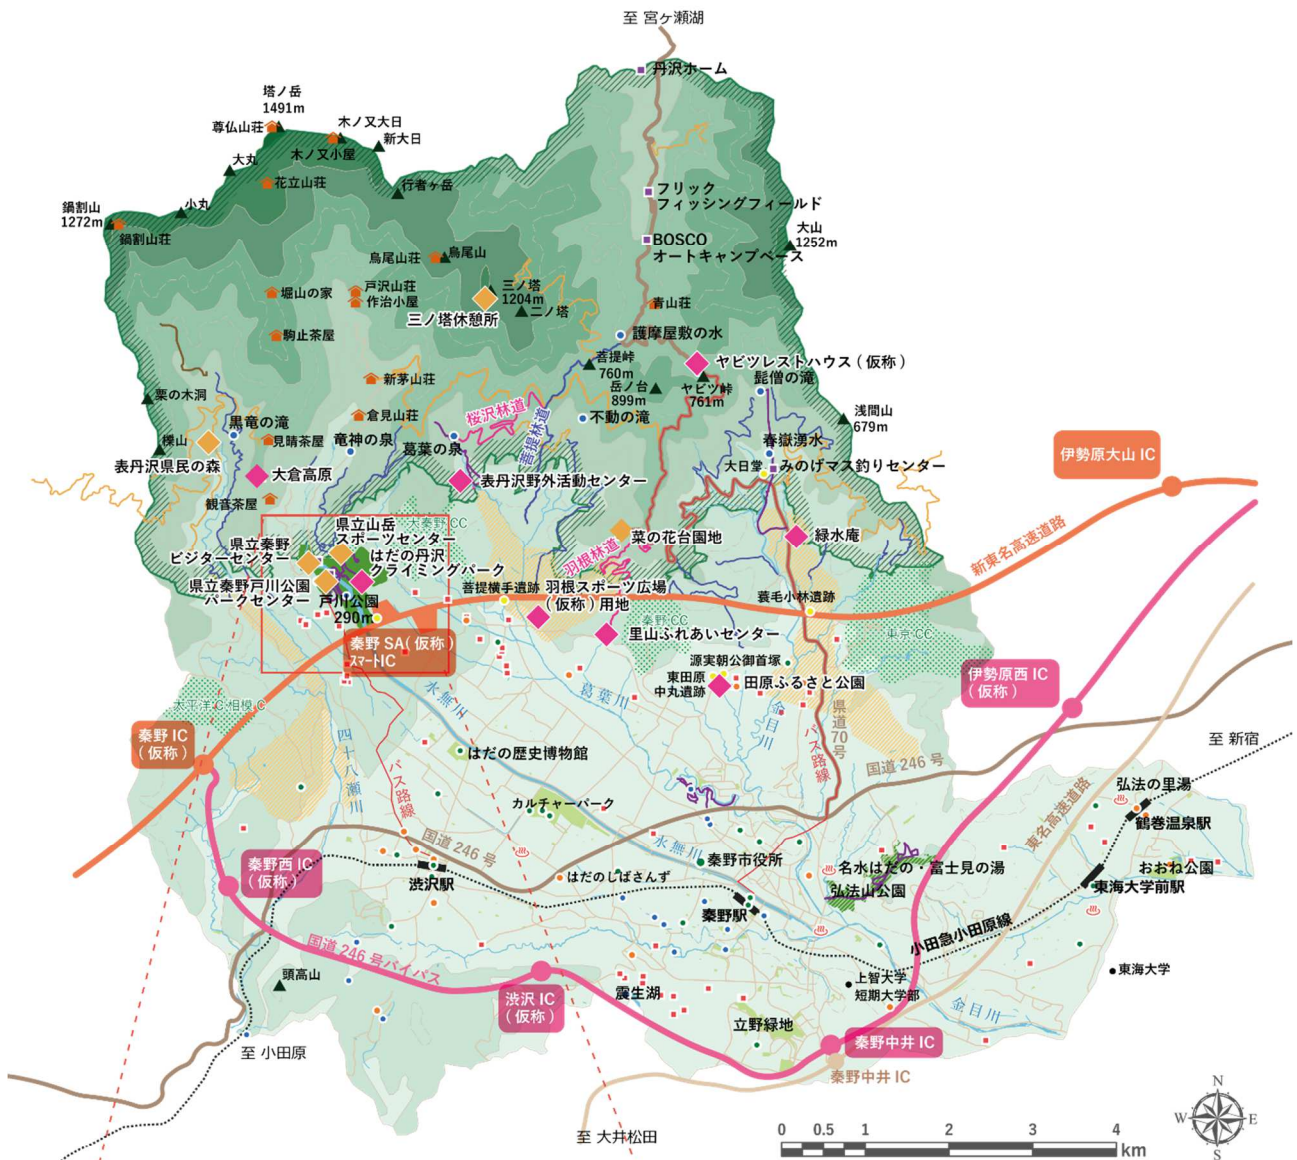 至 宮ヶ瀬湖
丹沢ホーム
塔ノ岳
1491m
尊仏山荘
木ノ又大日
木ノ又小屋
新大日
大丸
花立山荘
行者ヶ岳
フリック
フィッシングフィールド
鍋割山
1272m
小丸
鍋割山荘
大山
1252m
BOSCO
オートキャンプベース
烏尾山荘
烏尾山
堀山の家
戸沢山荘
作治小屋
三ノ塔
1204m
二ノ塔
三ノ塔休憩所
青山荘
駒止茶屋
護摩屋敷の水
菩提峠
760m
ヤビツレストハウス(仮称)
岳ノ台
899m
ヤビツ峠
761m
髭僧の滝
新茅山荘
栗の木洞
倉見山荘
桜沢林道
菩提林道
不動の滝
浅間山
679m
黒竜の滝
櫟山
見晴茶屋
竜神の泉
葛葉の泉
春嶽湧水
大日堂
みのげマス釣りセンター
伊勢原大山 IC
表丹沢県民の森
大倉高原
表丹沢野外活動センター
観音茶屋
県立山岳
スポーツセンター
大秦野 CC
菜の花台園地
緑水庵
県立秦野
ビジターセンター
はだの丹沢
クライミングパーク
羽根林道
新東名高速道路
県立秦野戸川公園
パークセンター
戸川公園
290m
菩提横手遺跡
羽根スポーツ広場
(仮称)用地
蓑毛小林遺跡
秦野 CC
里山ふれあいセンター
東京 CC
秦野 SA(仮称)
スマートIC
源実朝公御首塚
東田原
中丸遺跡
田原ふるさと公園
伊勢原西 IC
(仮称)
太平洋 C 相模 C
水無川
葛葉川
金目川
県道70号
バス路線
秦野 IC
(仮称)
四十八瀬川
はだの歴史博物館
至 新宿
バス路線
国道 246 号
カルチャーパーク
東名高速道路
弘法の里湯
国道 246 号
水無川
鶴巻温泉駅
秦野西 IC
(仮称)
渋沢駅
はだのしばさんず
秦野市役所
名水はだの・富士見の湯
弘法山公園
おおね公園
東海大学前駅
秦野駅
国道 246 号バイパス
小田急小田原線
頭高山
東海大学
渋沢 IC
(仮称)
震生湖
上智大学
短期大学部
金目川
立野緑地
秦野中井 IC
至 小田原
秦野中井 IC
至 大井松田
N
W
E
S
0 0.5 1 2 3 4
km